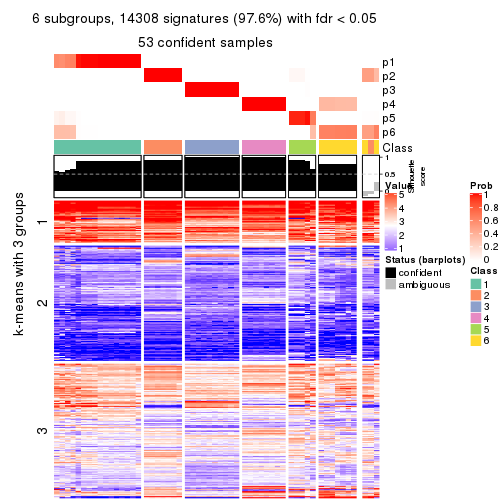 6 subgroups, 14308 signatures (97.6%) with fdr < 0.05
53 confident samples
p1
p2
p3
p4
p5
p6
Class
1
0.5
0
Silhouette
score
k-means with 3 groups
1
2
3
Value
5
4
3
2
1
Status (barplots)
confident
ambiguous
Prob
1
0.8
0.6
0.4
0.2
0
Class
1
2
3
4
5
6